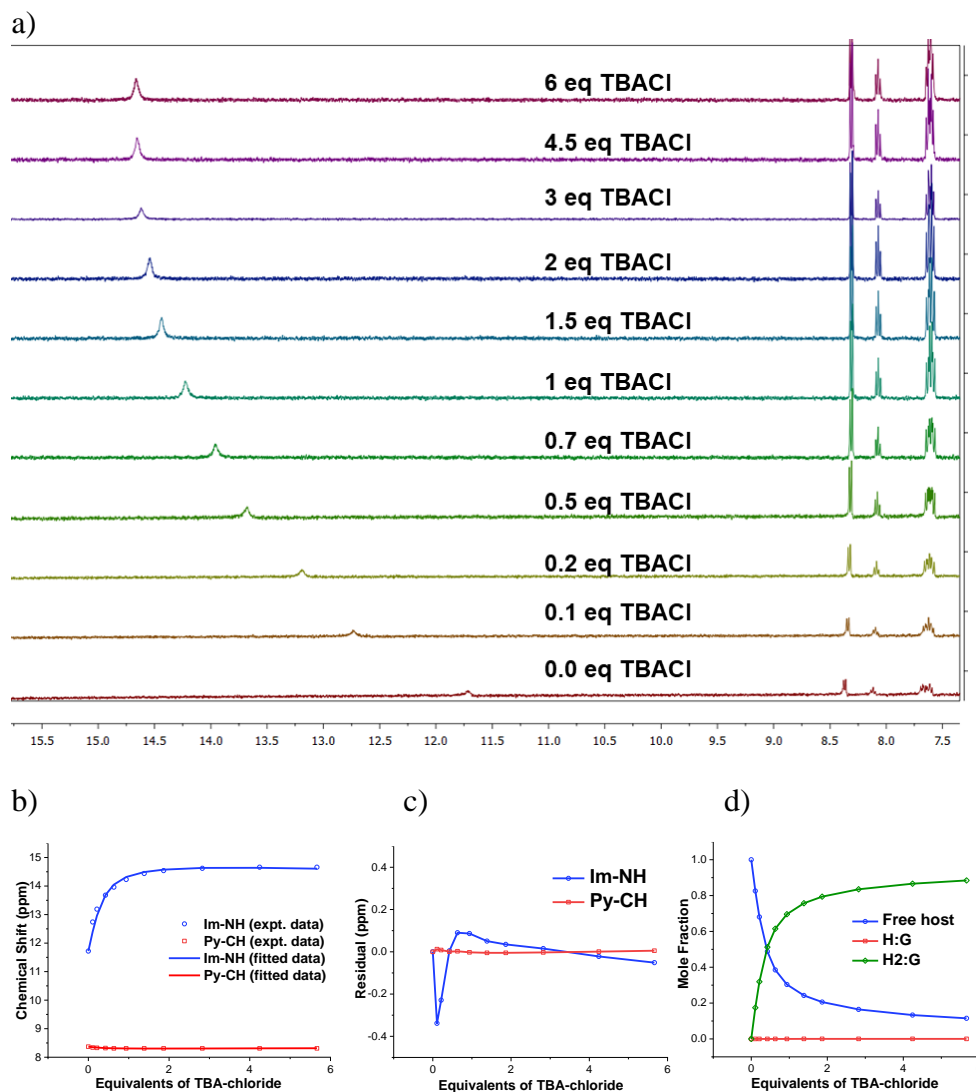 a)
6 eq TBACl
4.5 eq TBACl
3 eq TBACl
2 eq TBACl
1.5 eq TBACl
1 eq TBACl
0.7 eq TBACl
0.5 eq TBACl
0.2 eq TBACl
0.1 eq TBACl
0.0 eq TBACl
15.5 15.0 14.5 14.0 13.5 13.0 12.5 12.0 11.5 11.0 10.5 10.0 9.5 9.0 8.5 8.0 7.5
b)
15
14
13
12
11
10
9
8
Chemical Shift (ppm)
Im-NH (expt. data)
Py-CH (expt. data)
Im-NH (fitted data)
Py-CH (fitted data)
0 2 4 6
Equivalents of TBA-chloride
c)
0.4
0.2
0.0
-0.2
-0.4
Residual (ppm)
Im-NH
Py-CH
0 2 4 6
Equivalents of TBA-chloride
d)
1.0
0.8
0.6
0.4
0.2
0.0
Mole Fraction
Free host
H:G
H2:G
0 2 4
Equivalents of TBA-chloride